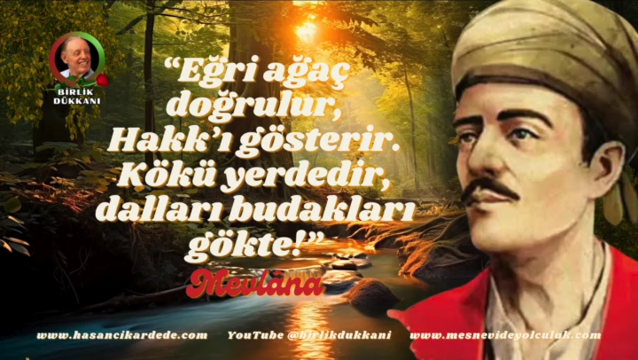 BİRLİK
DÜKKANI
“Eğri ağaç
doğrulur,
Hakk’ı gösterir.
Kökü yerdedir,
dalları budakları
gökte!”
Mevlâna
www.hasancikardede.com YouTube @birlikdukkani www.mesnevideyolculuk.com